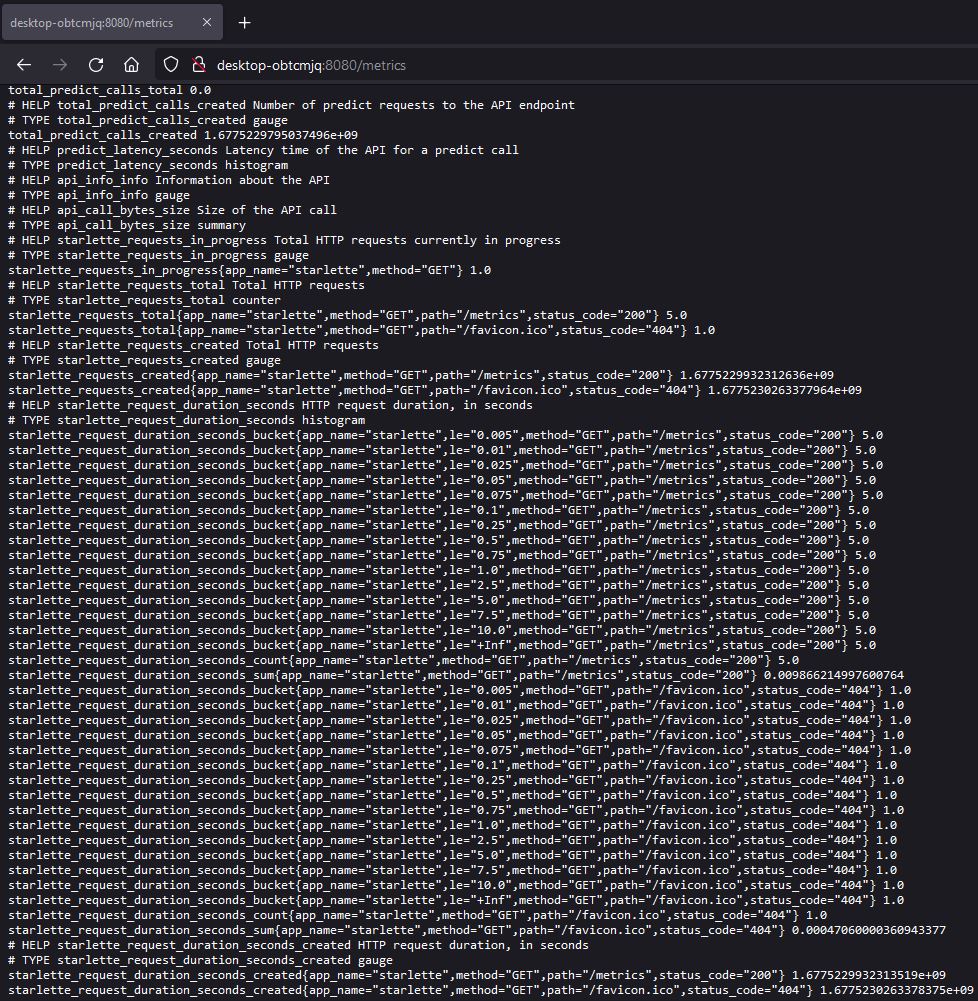 desktop-obtcmjq:8080/metrics
desktop-obtcmjq:8080/metrics
total_predict_calls_total 0.0
# HELP total_predict_calls_created Number of predict requests to the API endpoint
# TYPE total_predict_calls_created gauge
total_predict_calls_created 1.6775229795037496e+09
# HELP predict_latency_seconds Latency time of the API for a predict call
# TYPE predict_latency_seconds histogram
# HELP api_info_info Information about the API
# TYPE api_info_info gauge
# HELP api_call_bytes_size Size of the API call
# TYPE api_call_bytes_size summary
# HELP starlette_requests_in_progress Total HTTP requests currently in progress
# TYPE starlette_requests_in_progress gauge
starlette_requests_in_progress{app_name="starlette",method="GET"} 1.0
# HELP starlette_requests_total Total HTTP requests
# TYPE starlette_requests_total counter
starlette_requests_total{app_name="starlette",method="GET",path="/metrics",status_code="200"} 5.0
starlette_requests_total{app_name="starlette",method="GET",path="/favicon.ico",status_code="404"} 1.0
# HELP starlette_requests_created Total HTTP requests
# TYPE starlette_requests_created gauge
starlette_requests_created{app_name="starlette",method="GET",path="/metrics",status_code="200"} 1.6775229932312636e+09
starlette_requests_created{app_name="starlette",method="GET",path="/favicon.ico",status_code="404"} 1.6775230263377964e+09
# HELP starlette_request_duration_seconds HTTP request duration, in seconds
# TYPE starlette_request_duration_seconds histogram
starlette_request_duration_seconds_bucket{app_name="starlette",le="0.005",method="GET",path="/metrics",status_code="200"} 5.0
starlette_request_duration_seconds_bucket{app_name="starlette",le="0.01",method="GET",path="/metrics",status_code="200"} 5.0
starlette_request_duration_seconds_bucket{app_name="starlette",le="0.025",method="GET",path="/metrics",status_code="200"} 5.0
starlette_request_duration_seconds_bucket{app_name="starlette",le="0.05",method="GET",path="/metrics",status_code="200"} 5.0
starlette_request_duration_seconds_bucket{app_name="starlette",le="0.075",method="GET",path="/metrics",status_code="200"} 5.0
starlette_request_duration_seconds_bucket{app_name="starlette",le="0.1",method="GET",path="/metrics",status_code="200"} 5.0
starlette_request_duration_seconds_bucket{app_name="starlette",le="0.25",method="GET",path="/metrics",status_code="200"} 5.0
starlette_request_duration_seconds_bucket{app_name="starlette",le="0.5",method="GET",path="/metrics",status_code="200"} 5.0
starlette_request_duration_seconds_bucket{app_name="starlette",le="0.75",method="GET",path="/metrics",status_code="200"} 5.0
starlette_request_duration_seconds_bucket{app_name="starlette",le="1.0",method="GET",path="/metrics",status_code="200"} 5.0
starlette_request_duration_seconds_bucket{app_name="starlette",le="2.5",method="GET",path="/metrics",status_code="200"} 5.0
starlette_request_duration_seconds_bucket{app_name="starlette",le="5.0",method="GET",path="/metrics",status_code="200"} 5.0
starlette_request_duration_seconds_bucket{app_name="starlette",le="7.5",method="GET",path="/metrics",status_code="200"} 5.0
starlette_request_duration_seconds_bucket{app_name="starlette",le="10.0",method="GET",path="/metrics",status_code="200"} 5.0
starlette_request_duration_seconds_bucket{app_name="starlette",le="+Inf",method="GET",path="/metrics",status_code="200"} 5.0
starlette_request_duration_seconds_count{app_name="starlette",method="GET",path="/metrics",status_code="200"} 5.0
starlette_request_duration_seconds_sum{app_name="starlette",method="GET",path="/metrics",status_code="200"} 0.009866214997600764
starlette_request_duration_seconds_bucket{app_name="starlette",le="0.005",method="GET",path="/favicon.ico",status_code="404"} 1.0
starlette_request_duration_seconds_bucket{app_name="starlette",le="0.01",method="GET",path="/favicon.ico",status_code="404"} 1.0
starlette_request_duration_seconds_bucket{app_name="starlette",le="0.025",method="GET",path="/favicon.ico",status_code="404"} 1.0
starlette_request_duration_seconds_bucket{app_name="starlette",le="0.05",method="GET",path="/favicon.ico",status_code="404"} 1.0
starlette_request_duration_seconds_bucket{app_name="starlette",le="0.075",method="GET",path="/favicon.ico",status_code="404"} 1.0
starlette_request_duration_seconds_bucket{app_name="starlette",le="0.1",method="GET",path="/favicon.ico",status_code="404"} 1.0
starlette_request_duration_seconds_bucket{app_name="starlette",le="0.25",method="GET",path="/favicon.ico",status_code="404"} 1.0
starlette_request_duration_seconds_bucket{app_name="starlette",le="0.5",method="GET",path="/favicon.ico",status_code="404"} 1.0
starlette_request_duration_seconds_bucket{app_name="starlette",le="0.75",method="GET",path="/favicon.ico",status_code="404"} 1.0
starlette_request_duration_seconds_bucket{app_name="starlette",le="1.0",method="GET",path="/favicon.ico",status_code="404"} 1.0
starlette_request_duration_seconds_bucket{app_name="starlette",le="2.5",method="GET",path="/favicon.ico",status_code="404"} 1.0
starlette_request_duration_seconds_bucket{app_name="starlette",le="5.0",method="GET",path="/favicon.ico",status_code="404"} 1.0
starlette_request_duration_seconds_bucket{app_name="starlette",le="7.5",method="GET",path="/favicon.ico",status_code="404"} 1.0
starlette_request_duration_seconds_bucket{app_name="starlette",le="10.0",method="GET",path="/favicon.ico",status_code="404"} 1.0
starlette_request_duration_seconds_bucket{app_name="starlette",le="+Inf",method="GET",path="/favicon.ico",status_code="404"} 1.0
starlette_request_duration_seconds_count{app_name="starlette",method="GET",path="/favicon.ico",status_code="404"} 1.0
starlette_request_duration_seconds_sum{app_name="starlette",method="GET",path="/favicon.ico",status_code="404"} 0.00047060000360943377
# HELP starlette_request_duration_seconds_created HTTP request duration, in seconds
# TYPE starlette_request_duration_seconds_created gauge
starlette_request_duration_seconds_created{app_name="starlette",method="GET",path="/metrics",status_code="200"} 1.6775229932313519e+09
starlette_request_duration_seconds_created{app_name="starlette",method="GET",path="/favicon.ico",status_code="404"} 1.6775230263378375e+09